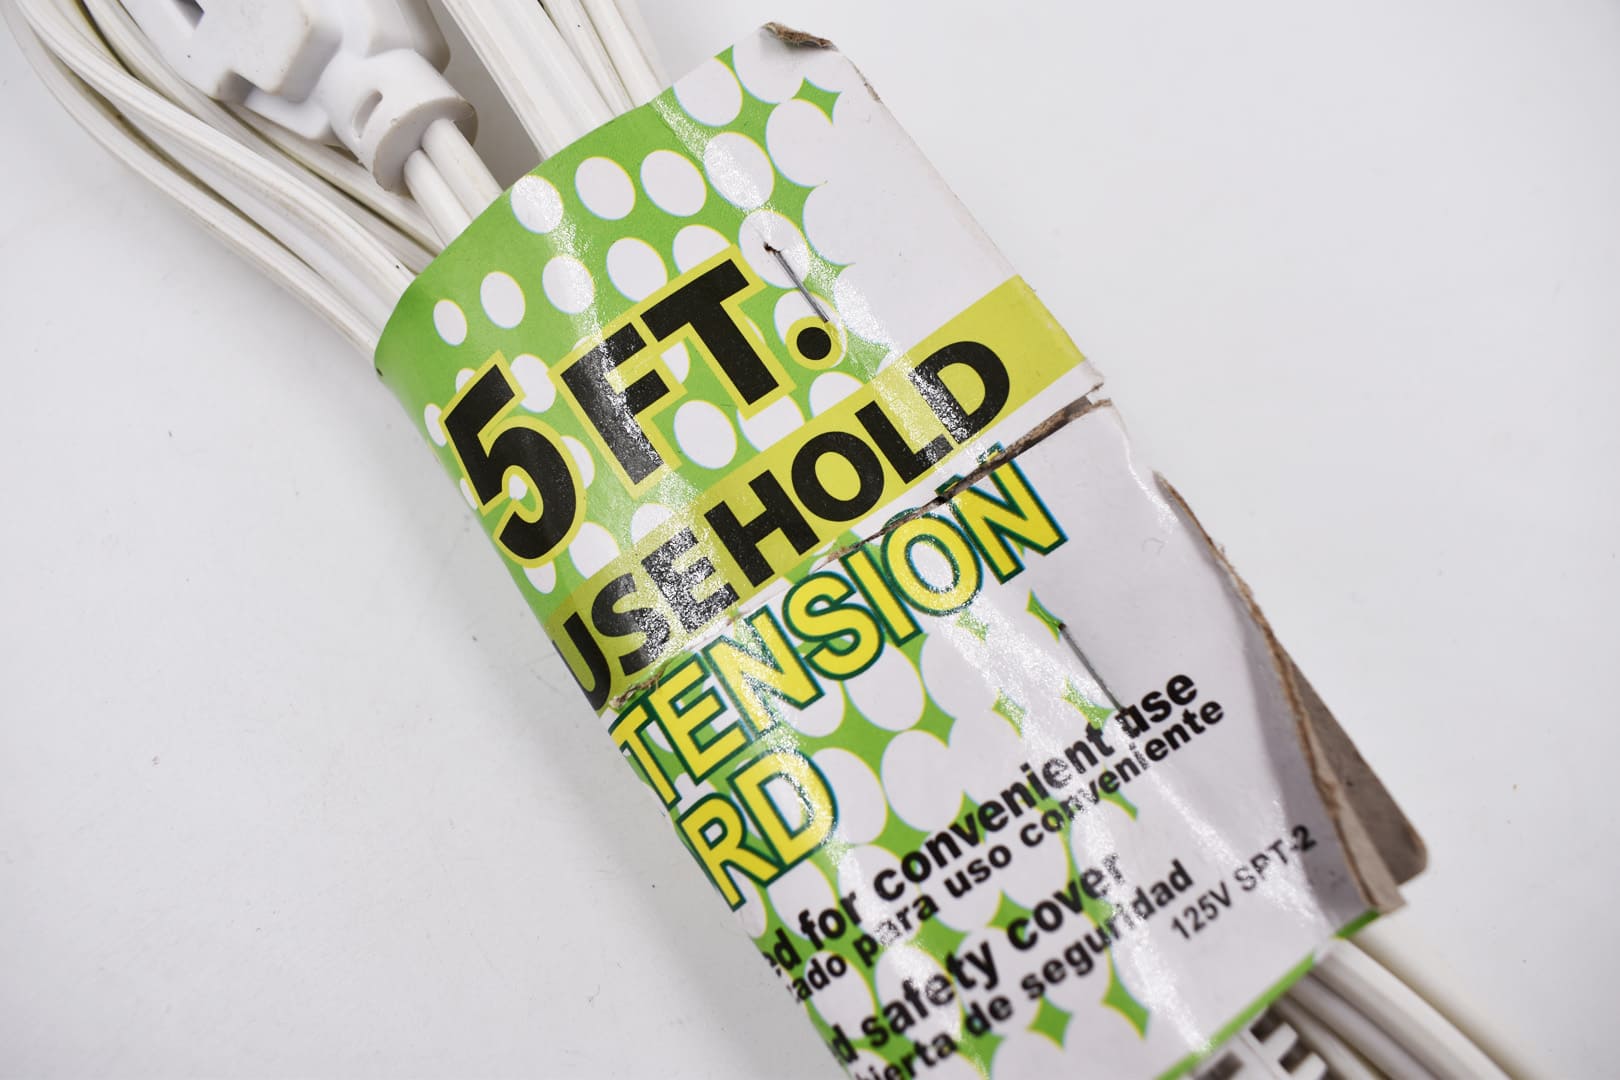 5 FT.
USEHOLD
TENSION
RD
ed for convenient use
zado para uso conveniente
d safety cover
bierta de seguridad
125V SPT-2